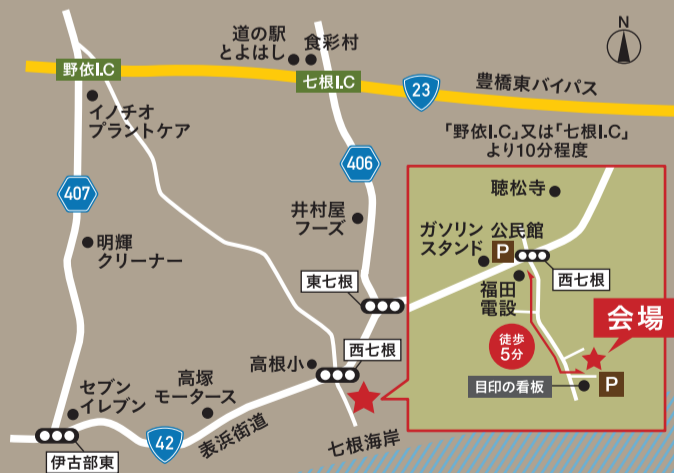 道の駅
とよはし
食彩村
N
野依I.C
七根I.C
23
豊橋東バイパス
イノチオ
プラントケア
「野依I.C」又は「七根I.C」
より10分程度
406
407
聴松寺
井村屋
フーズ
ガソリン
スタンド
公民館
P
西七根
明輝
クリーナー
東七根
福田
電設
会場
徒歩
5分
西七根
高根小
目印の看板
P
セブン
イレブン
高塚
モータース
42
表浜街道
七根海岸
伊古部東